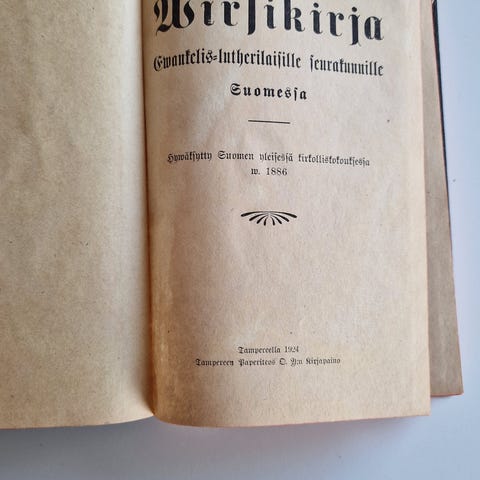 Wirsikirja
Ewankelis-lutherilaisille seurakunnille
Suomessa
Hywäksytty Suomen yleisessä kirkolliskokouksessa
w. 1886
Tampereella 1924
Tampereen Paperiteos O. Y:n Kirjapaino